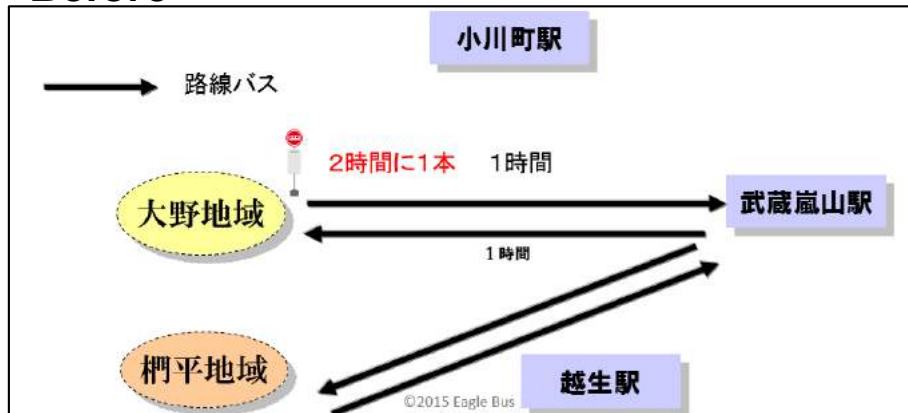 小川町駅
路線バス
2時間に1本 1時間
大野地域
武蔵嵐山駅
1時間
椚平地域
越生駅
©2015 Eagle Bus